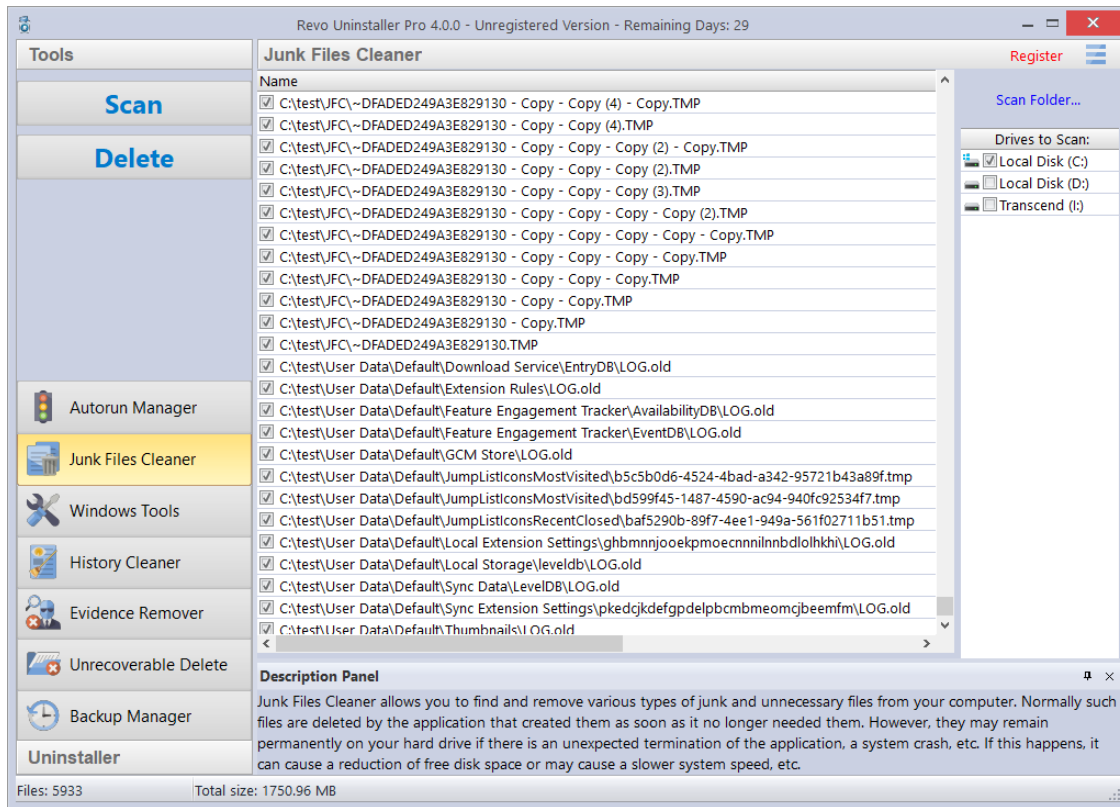 Revo Uninstaller Pro 4.0.0 - Unregistered Version - Remaining Days: 29
Tools
Scan
Delete
Autorun Manager
Junk Files Cleaner
Windows Tools
History Cleaner
Evidence Remover
Unrecoverable Delete
Backup Manager
Uninstaller
Junk Files Cleaner
Register
Name
C:\test\JFC\~DFADED249A3E829130 - Copy - Copy (4) - Copy.TMP
C:\test\JFC\~DFADED249A3E829130 - Copy - Copy (4).TMP
C:\test\JFC\~DFADED249A3E829130 - Copy - Copy - Copy (2) - Copy.TMP
C:\test\JFC\~DFADED249A3E829130 - Copy - Copy - Copy (2).TMP
C:\test\JFC\~DFADED249A3E829130 - Copy - Copy - Copy (3).TMP
C:\test\JFC\~DFADED249A3E829130 - Copy - Copy - Copy - Copy (2).TMP
C:\test\JFC\~DFADED249A3E829130 - Copy - Copy - Copy - Copy - Copy.TMP
C:\test\JFC\~DFADED249A3E829130 - Copy - Copy - Copy - Copy.TMP
C:\test\JFC\~DFADED249A3E829130 - Copy - Copy - Copy.TMP
C:\test\JFC\~DFADED249A3E829130 - Copy - Copy.TMP
C:\test\JFC\~DFADED249A3E829130 - Copy.TMP
C:\test\JFC\~DFADED249A3E829130.TMP
C:\test\User Data\Default\Download Service\EntryDB\LOG.old
C:\test\User Data\Default\Extension Rules\LOG.old
C:\test\User Data\Default\Feature Engagement Tracker\AvailabilityDB\LOG.old
C:\test\User Data\Default\Feature Engagement Tracker\EventDB\LOG.old
C:\test\User Data\Default\GCM Store\LOG.old
C:\test\User Data\Default\JumpListIconsMostVisited\b5c5b0d6-4524-4bad-a342-95721b43a89f.tmp
C:\test\User Data\Default\JumpListIconsMostVisited\bd599f45-1487-4590-ac94-940fc92534f7.tmp
C:\test\User Data\Default\JumpListIconsRecentClosed\baf5290b-89f7-4ee1-949a-561f02711b51.tmp
C:\test\User Data\Default\Local Extension Settings\ghbmnnjooekpmoecnnnilnnbdlolhkhi\LOG.old
C:\test\User Data\Default\Local Storage\leveldb\LOG.old
C:\test\User Data\Default\Sync Data\LevelDB\LOG.old
C:\test\User Data\Default\Sync Extension Settings\pkedcjkdefgpdelpbcmbmeomcjbeemfm\LOG.old
C:\test\User Data\Default\Thumbnails\LOG.old
Scan Folder...
Drives to Scan:
Local Disk (C:)
Local Disk (D:)
Transcend (I:)
Description Panel
Junk Files Cleaner allows you to find and remove various types of junk and unnecessary files from your computer. Normally such
files are deleted by the application that created them as soon as it no longer needed them. However, they may remain
permanently on your hard drive if there is an unexpected termination of the application, a system crash, etc. If this happens, it
can cause a reduction of free disk space or may cause a slower system speed, etc.
Files: 5933
Total size: 1750.96 MB